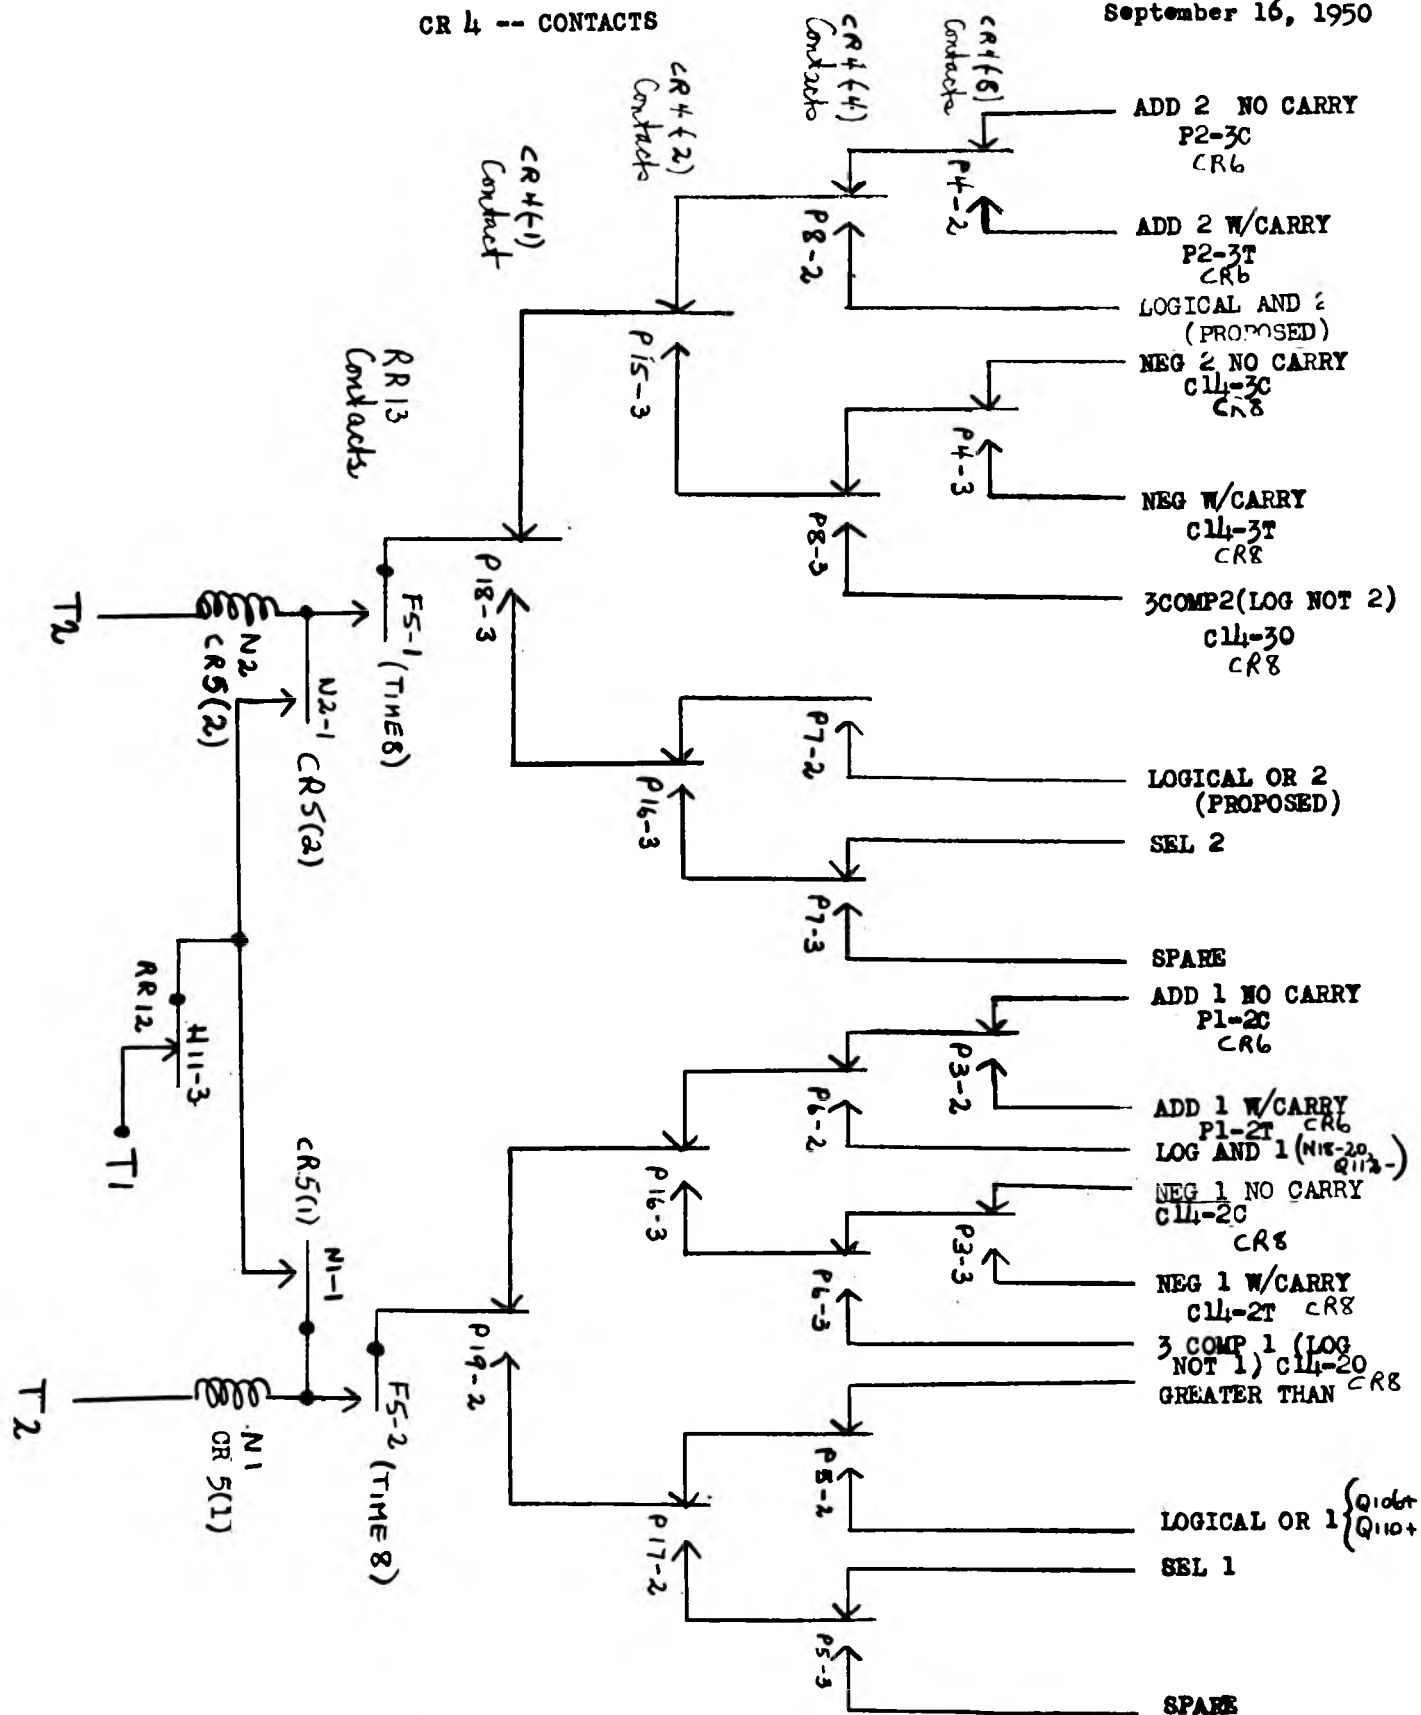 CR 4 -- CONTACTS
September 16, 1950
CR4(-8)
Contacts
CR4(-4)
Contacts
CR4(-2)
Contacts
CR4(-1)
Contact
RR13
Contacts
ADD 2 NO CARRY
P2-3C
CR6
P4-2
ADD 2 W/CARRY
P2-3T
CR6
P8-2
LOGICAL AND 2
(PROPOSED)
NEG 2 NO CARRY
C14-3C
CR8
P15-3
P4-3
NEG W/CARRY
C14-3T
CR8
P8-3
3COMP2(LOG NOT 2)
C14-30
CR8
P18-3
F5-1 (TIME 8)
T2
N2
CR5(2)
N2-1 CR5(2)
P7-2
LOGICAL OR 2
(PROPOSED)
P16-3
SEL 2
P7-3
SPARE
RR12
H11-3
T1
ADD 1 NO CARRY
P1-2C
CR6
P3-2
ADD 1 W/CARRY
P1-2T CR6
P6-2
LOG AND 1 (N18-20,
Q112-)
NEG 1 NO CARRY
C14-2C
CR8
P16-3
P3-3
NEG 1 W/CARRY
C14-2T CR8
P6-3
3 COMP 1 (LOG
NOT 1) C14-20
CR8
GREATER THAN
CR5(1) N1-1
P19-2
F5-2 (TIME 8)
T2
N1
CR 5(1)
P5-2
LOGICAL OR 1 {Q106+
Q110+
P17-2
SEL 1
P5-3
SPARE